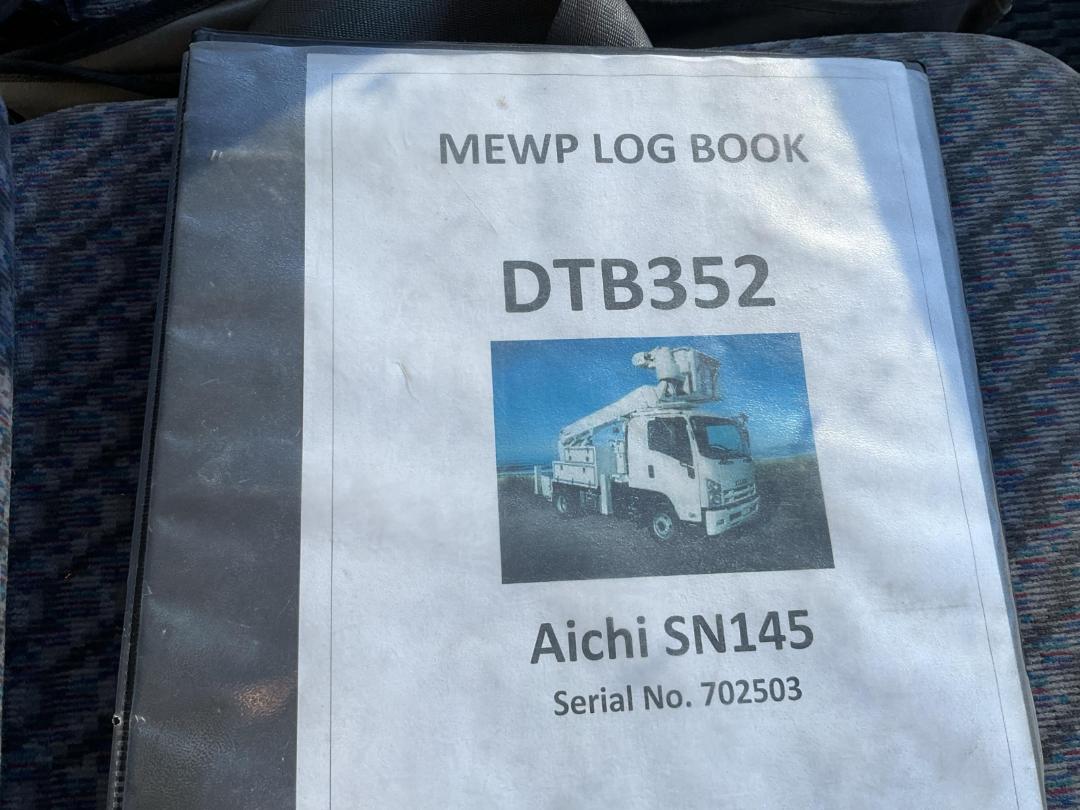 MEWP LOG BOOK
DTB352
Aichi SN145
Serial No. 702503